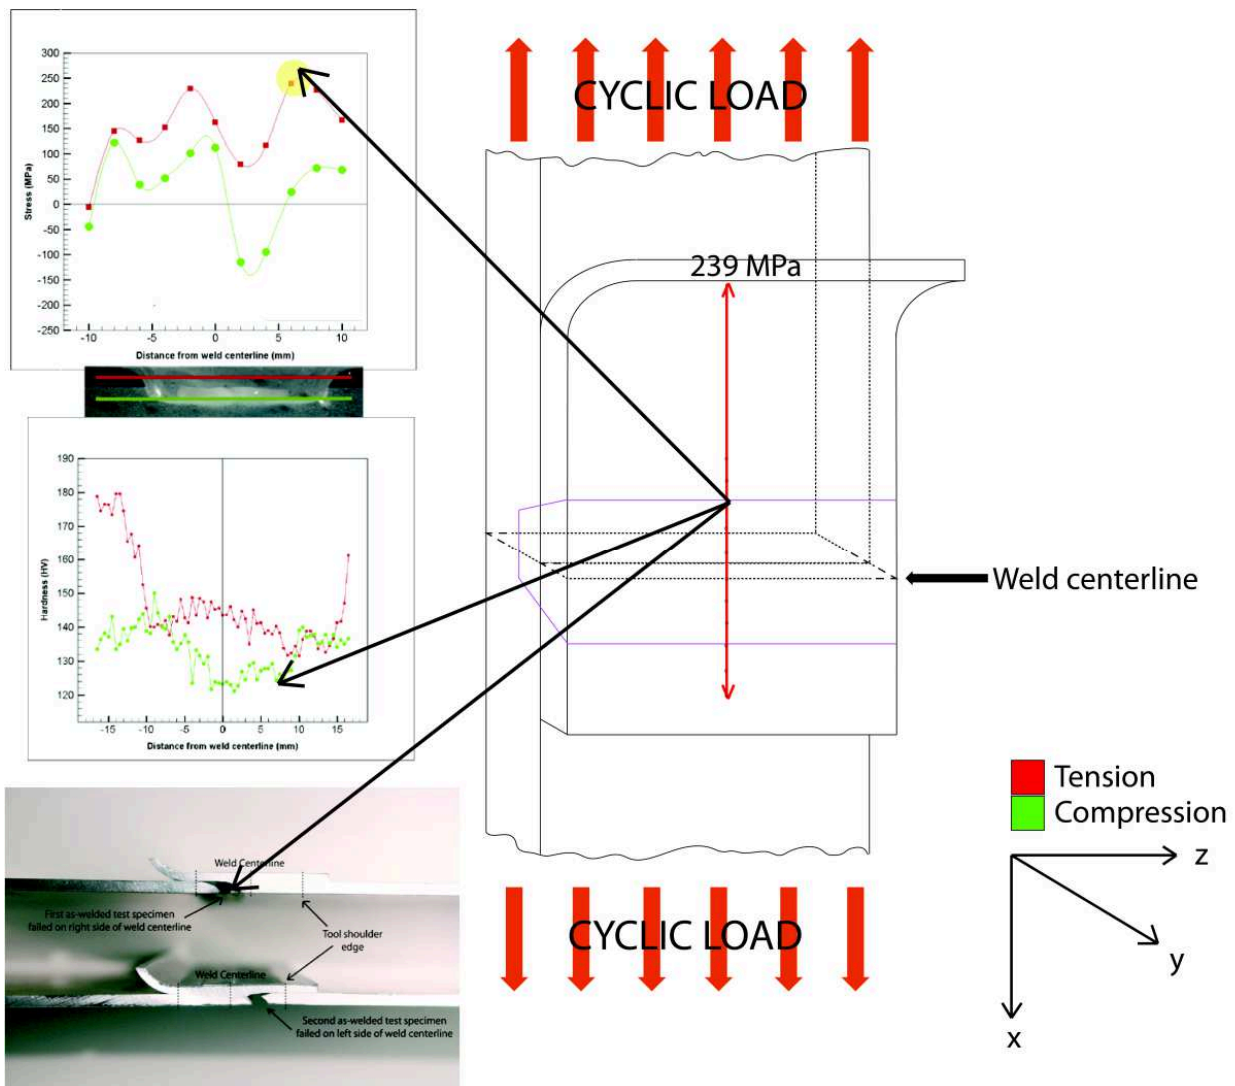 300
250
200
150
100
50
0
-50
-100
-150
-200
-250
Stress (MPa)
-10
-5
0
5
10
Distance from weld centerline (mm)
190
180
170
160
150
140
130
120
Hardness (HV)
-15
-10
-5
0
5
10
15
Distance from weld centerline (mm)
Weld Centerline
First as-welded test specimen
failed on right side of weld centerline
Tool shoulder
edge
Weld Centerline
Second as-welded test specimen
failed on left side of weld centerline
CYCLIC LOAD
239 MPa
Weld centerline
CYCLIC LOAD
Tension
Compression
z
y
x